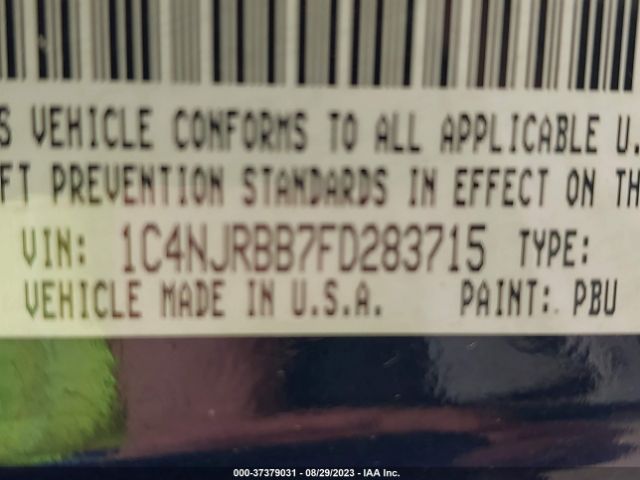 S VEHICLE CONFORMS TO ALL APPLICABLE U.
FT PREVENTION STANDARDS IN EFFECT ON TH
VIN: 1C4NJRBB7FD283715 TYPE:
VEHICLE MADE IN U.S.A. PAINT: PBU
000-37379031 - 08/29/2023 - IAA Inc.